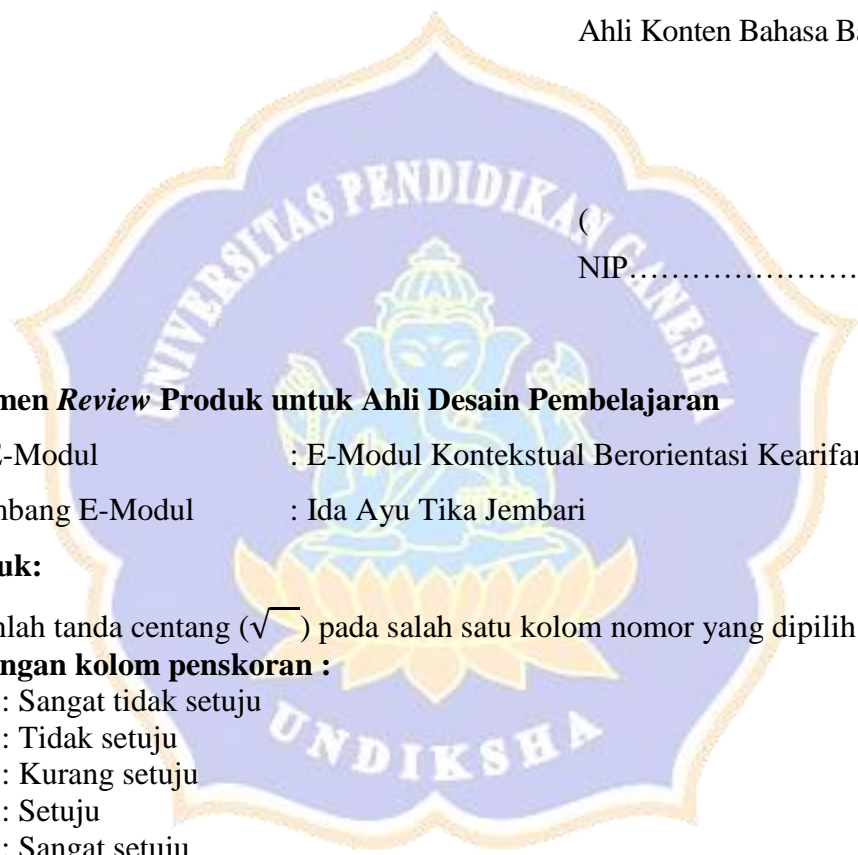 Ahli Konten Bahasa Ba
UNIVERSITAS PENDIDIKAN GANESHA
(
NIP…………………
men Review Produk untuk Ahli Desain Pembelajaran
E-Modul : E-Modul Kontekstual Berorientasi Kearifan
mbang E-Modul : Ida Ayu Tika Jembari
uk:
nlah tanda centang (√ ) pada salah satu kolom nomor yang dipilih
ngan kolom penskoran :
: Sangat tidak setuju
: Tidak setuju
: Kurang setuju
: Setuju
: Sangat setuju
UNDIKSHA